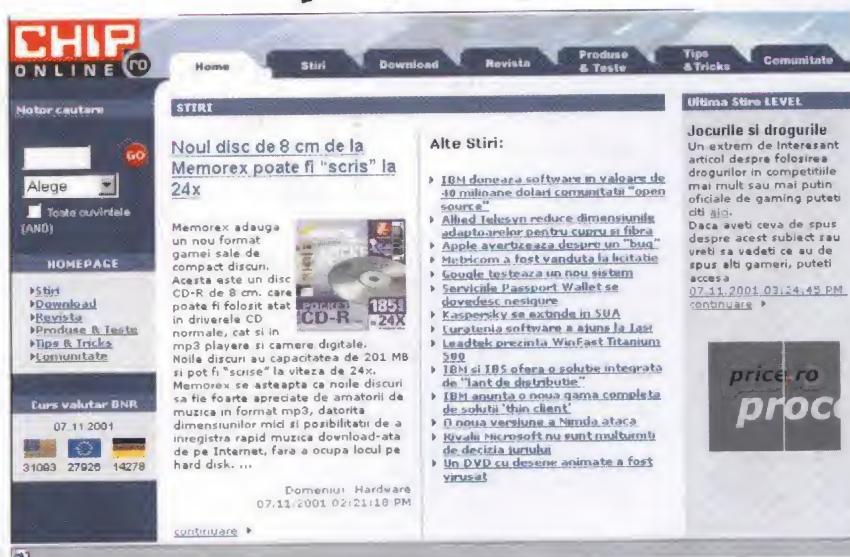 CHIP
ONLINE ro
Home
Stiri
Download
Revista
Produse
& Teste
Tips
& Tricks
Comunitate
Motor cautare
GO
Alege
Toate cuvintele
(AND)
HOMEPAGE
Stiri
Download
Revista
Produse & Teste
Tips & Tricks
Comunitate
Curs valutar BNR
07.11.2001
31093 27926 14278
STIRI
Noul disc de 8 cm de la
Memorex poate fi "scris" la
24x
Memorex adauga
un nou format
gamei sale de
compact discuri.
Acesta este un disc
CD-R de 8 cm. care
poate fi folosit atat
in driverele CD
normale, cat si in
mp3 playere si camere digitale.
Noile discuri au capacitatea de 201 MB
si pot fi "scrise" la viteza de 24x.
Memorex se asteapta ca noile discuri
sa fie foarte apreciate de amatorii de
muzica in format mp3, datorita
dimensiunilor mici si posibilitatii de a
inregistra rapid muzica download-ata
de pe Internet, fara a ocupa locul pe
hard disk. ...
POCKET
CD-R
24X
Domeniu: Hardware
07.11.2001 02:21:18 PM
continuare
Alte Stiri:
IBM doneaza software in valoare de
40 milioane dolari comunitatii "open
source"
Allied Telesyn reduce dimensiunile
adaptoarelor pentru cupru si fibra
Apple avertizeaza despre un "bug"
Metricom a fost vanduta la licitatie
Google testeaza un nou sistem
Serviciile Passport Wallet se
dovedesc nesigure
Kaspersky se extinde in SUA
Curatenia software a ajuns la Iasi
Leadtek prezinta WinFast Titanium
500
IBM si IBS ofera o solutie integrata
de "lant de distributie"
IBM anunta o noua gama completa
de solutii 'thin client'
O noua versiune a Nimda ataca
Rivalii Microsoft nu sunt multumiti
de decizia juriului
Un DVD cu desene animate a fost
virusat
Ultima Stire LEVEL
Jocurile si drogurile
Un extrem de interesant
articol despre folosirea
drogurilor in competitiile
mai mult sau mai putin
oficiale de gaming puteti
citi aici.
Daca aveti ceva de spus
despre acest subiect sau
vreti sa vedeti ce au de
spus alti gameri, puteti
accesa
07.11.2001 03:24:45 PM
continuare
price.ro
proc